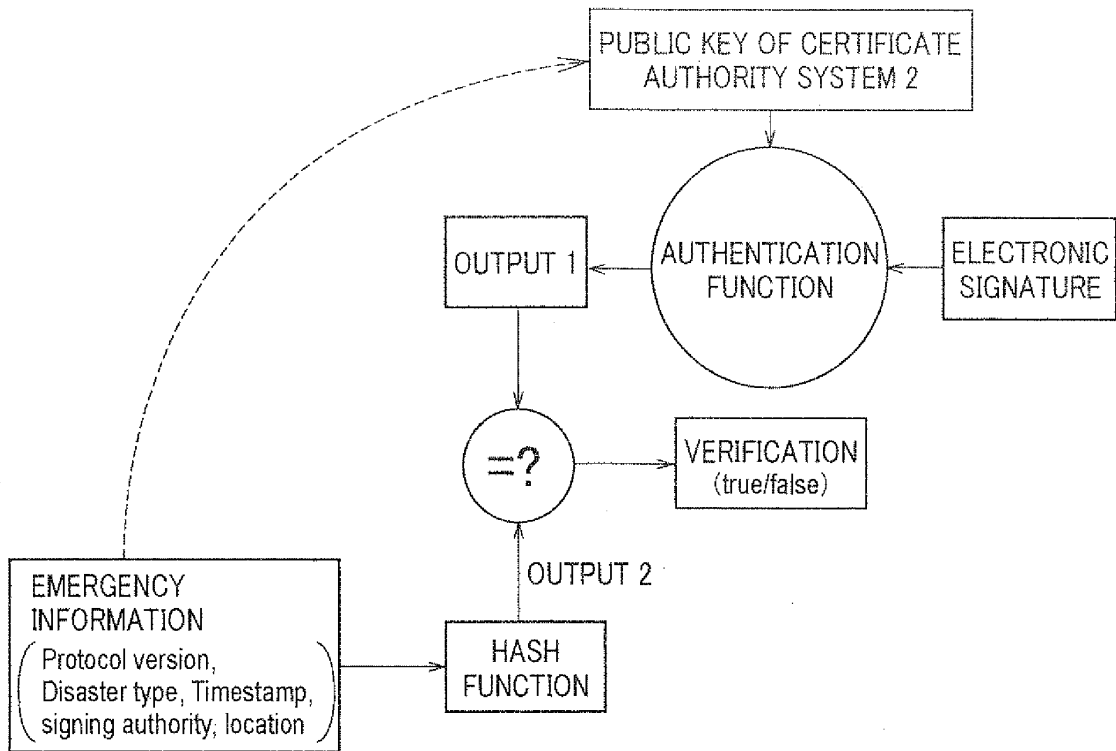 PUBLIC KEY OF CERTIFICATE
AUTHORITY SYSTEM 2
OUTPUT 1
AUTHENTICATION
FUNCTION
ELECTRONIC
SIGNATURE
=?
VERIFICATION
(true/false)
OUTPUT 2
EMERGENCY
INFORMATION
Protocol version,
Disaster type, Timestamp,
signing authority, location
HASH
FUNCTION